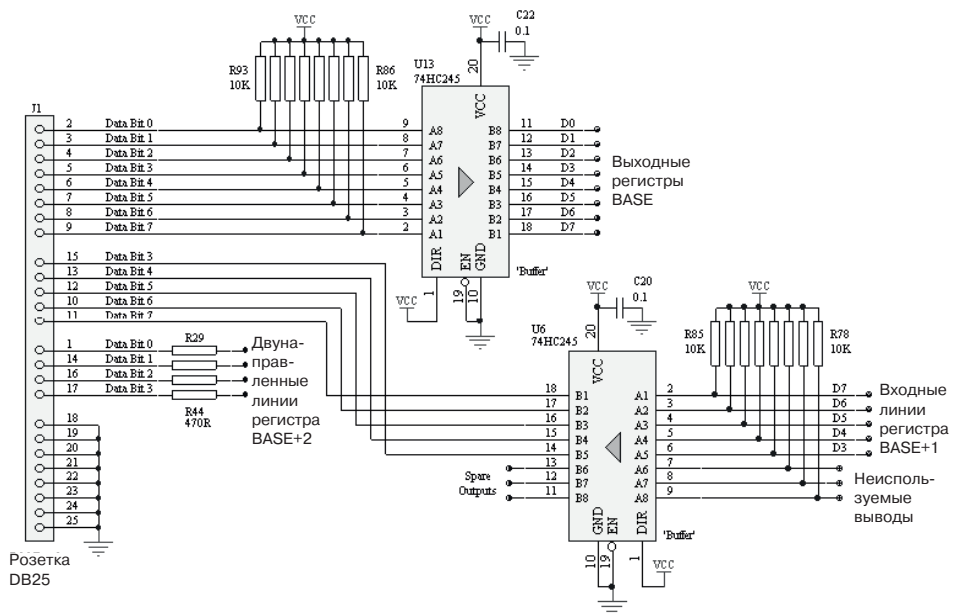 VCC
R93
10K
R86
10K
VCC
C22
0.1
20
U13
74HC245
VCC
J1
2 Data Bit 0 9 A8 B8 11 D0
3 Data Bit 1 8 A7 B7 12 D1
4 Data Bit 2 7 A6 B6 13 D2
5 Data Bit 3 6 A5 B5 14 D3
6 Data Bit 4 5 A4 B4 15 D4
7 Data Bit 5 4 A3 B3 16 D5
8 Data Bit 6 3 A2 B2 17 D6
9 Data Bit 7 2 A1 B1 18 D7
Выходные
регистры
BASE
DIR
EN
GND
'Buffer'
VCC
1
19
10
15 Data Bit 3
13 Data Bit 4
12 Data Bit 5
10 Data Bit 6
11 Data Bit 7
1 Data Bit 0 R29
14 Data Bit 1
16 Data Bit 2
17 Data Bit 3
R44
470R
Двуна-
прав-
ленные
линии
регистра
BASE+2
18
19
20
21
22
23
24
25
Розетка
DB25
VCC
C20
0.1
20
U6
74HC245
VCC
VCC
R85
10K
R78
10K
18 B1 A1 2 D7
17 B2 A2 3 D6
16 B3 A3 4 D5
15 B4 A4 5 D4
14 B5 A5 6 D3
13 B6 A6 7
12 B7 A7 8
11 B8 A8 9
Spare
Outputs
Входные
линии
регистра
BASE+1
Неисполь-
зуемые
выводы
GND
EN
DIR
'Buffer'
10
19
1
VCC